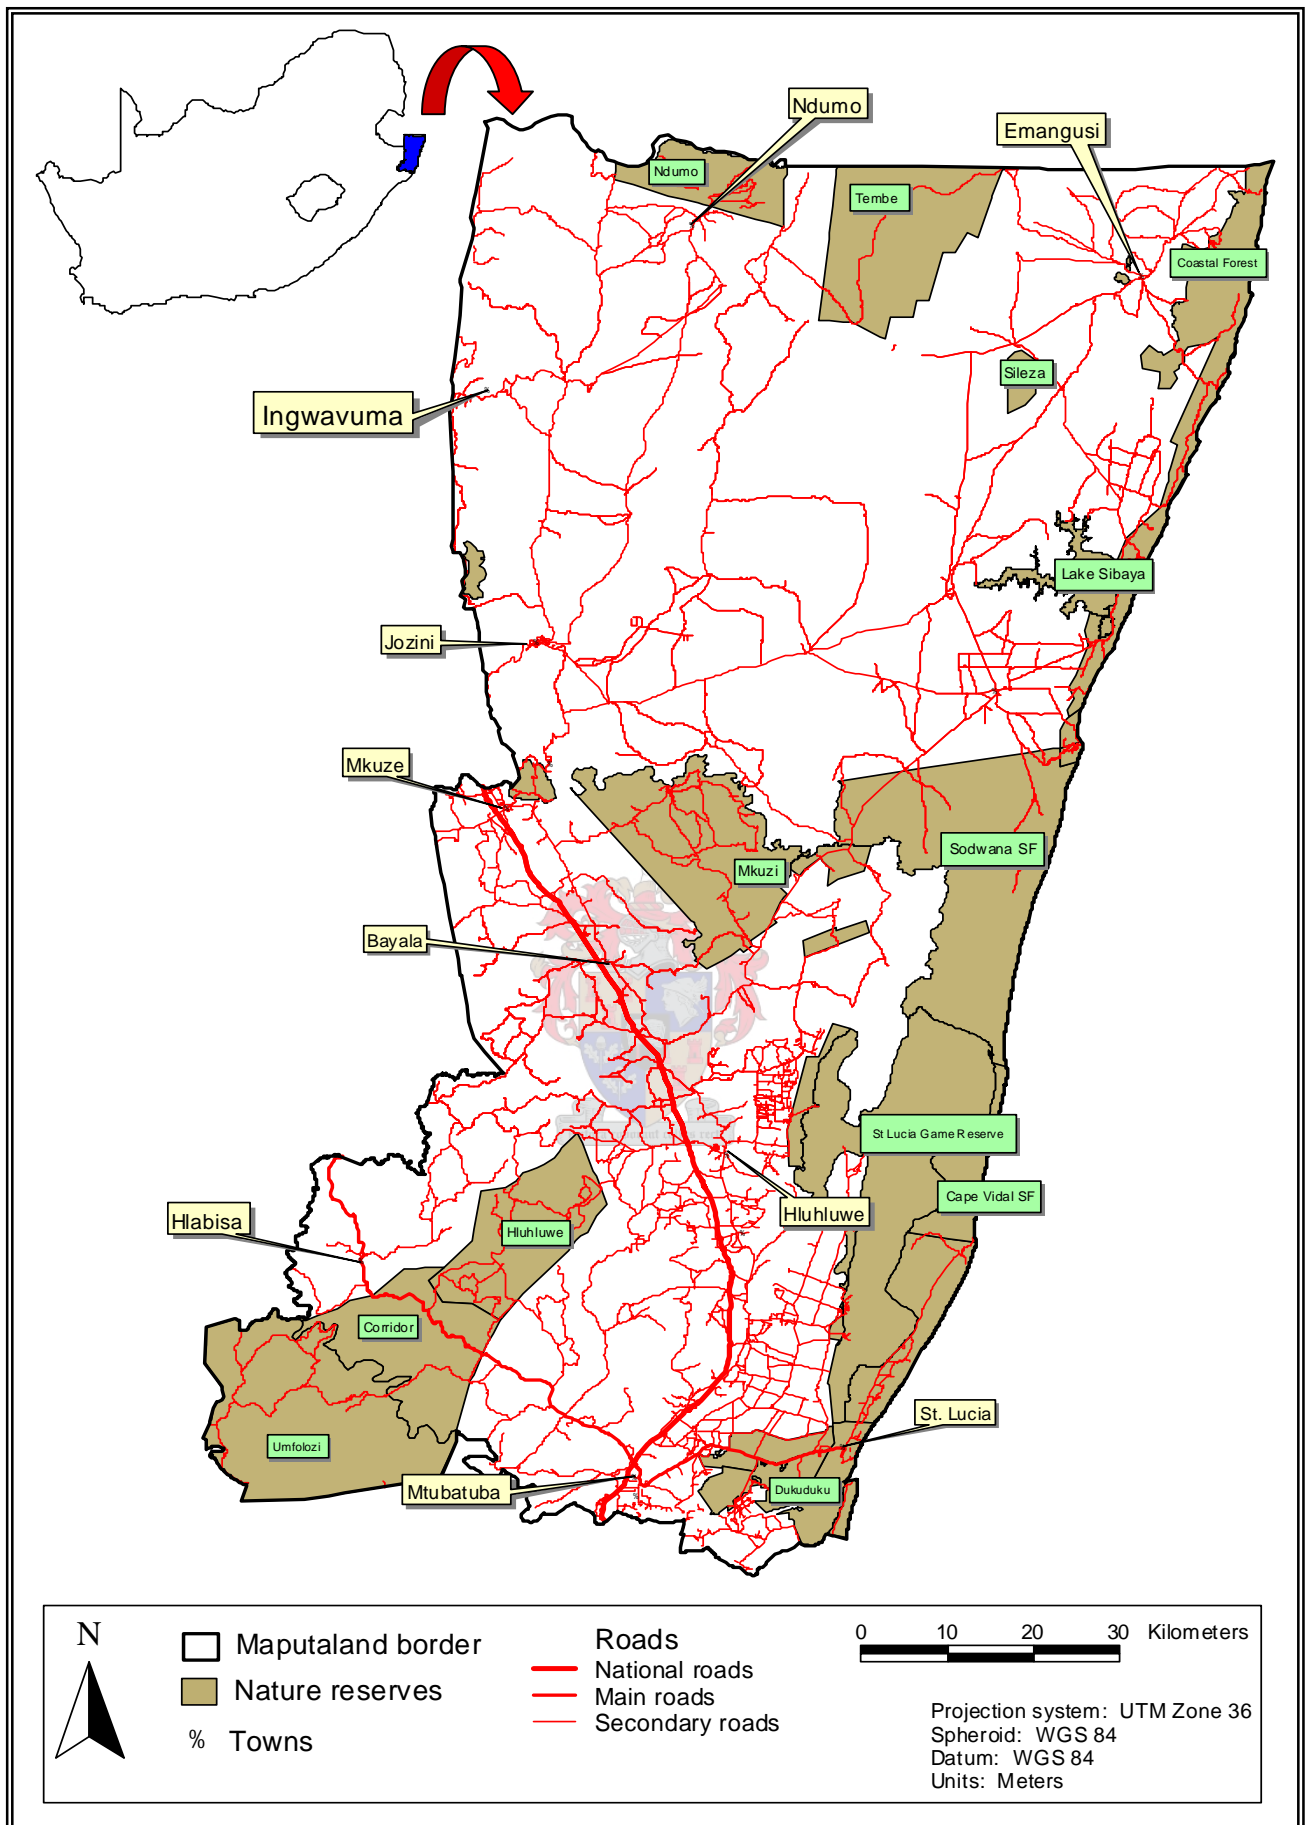 Ndumo
Emangusi
Ndumo
Tembe
Coastal Forest
Sileza
Ingwavuma
Lake Sibaya
Jozini
Mkuze
Sodwana SF
Mkuzi
Bayala
St Lucia Game Reserve
Cape Vidal SF
Hluhluwe
Hlabisa
Hluhluwe
Corridor
St. Lucia
Umfolozi
Mtubatuba
Dukuduku
N
Maputaland border
Nature reserves
% Towns
Roads
National roads
Main roads
Secondary roads
0 10 20 30 Kilometers
Projection system: UTM Zone 36
Spheroid: WGS 84
Datum: WGS 84
Units: Meters